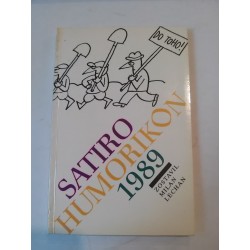 DO TOHO!
SATIRO
HUMORIKON
1989
ZOSTAVIL
MILAN
LECHAN